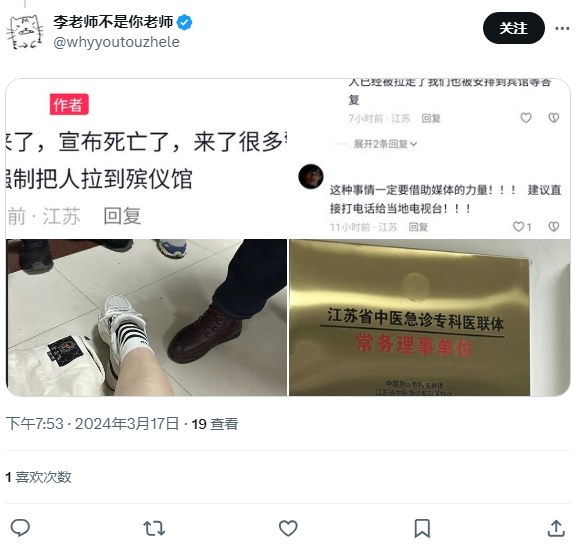 李老师不是你老师
@whyyoutouzhele
关注
作者
来了，宣布死亡了，来了很多
强制把人拉到殡仪馆
前 · 江苏 回复
人已经被拉走了我们也被安排到宾馆等答
复
7小时前 · 江苏 回复
展开2条回复
这种事情一定要借助媒体的力量！！！ 建议直
接打电话给当地电视台！！！
11小时前 · 江苏 回复
1
江苏省中医急诊专科医联体
常务理事单位
下午7:53 · 2024年3月17日 · 19 查看
1 喜欢次数